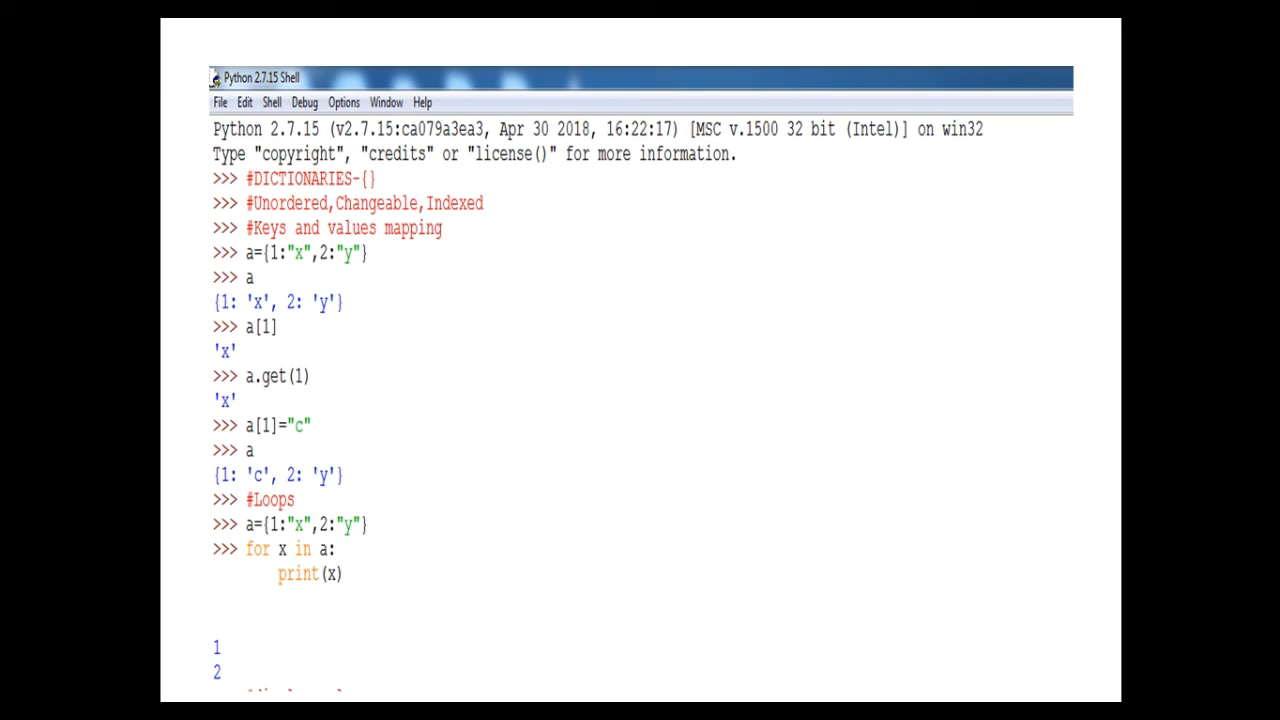 Python 2.7.15 Shell
File Edit Shell Debug Options Window Help
Python 2.7.15 (v2.7.15:ca079a3ea3, Apr 30 2018, 16:22:17) [MSC v.1500 32 bit (Intel)] on win32
Type "copyright", "credits" or "license()" for more information.
>>> #DICTIONARIES-{}
>>> #Unordered,Changeable,Indexed
>>> #Keys and values mapping
>>> a={1:"x",2:"y"}
>>> a
{1: 'x', 2: 'y'}
>>> a[1]
'x'
>>> a.get(1)
'x'
>>> a[1]="c"
>>> a
{1: 'c', 2: 'y'}
>>> #Loops
>>> a={1:"x",2:"y"}
>>> for x in a:
print(x)
1
2